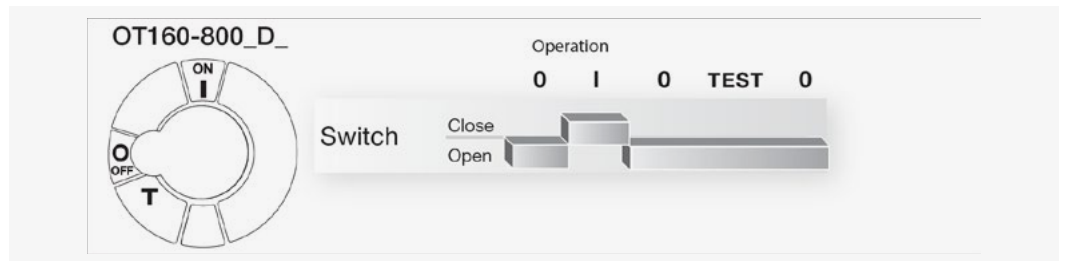 OT160-800_D_
ON
I
O
OFF
T
Operation
0 I 0 TEST 0
Switch
Close
Open